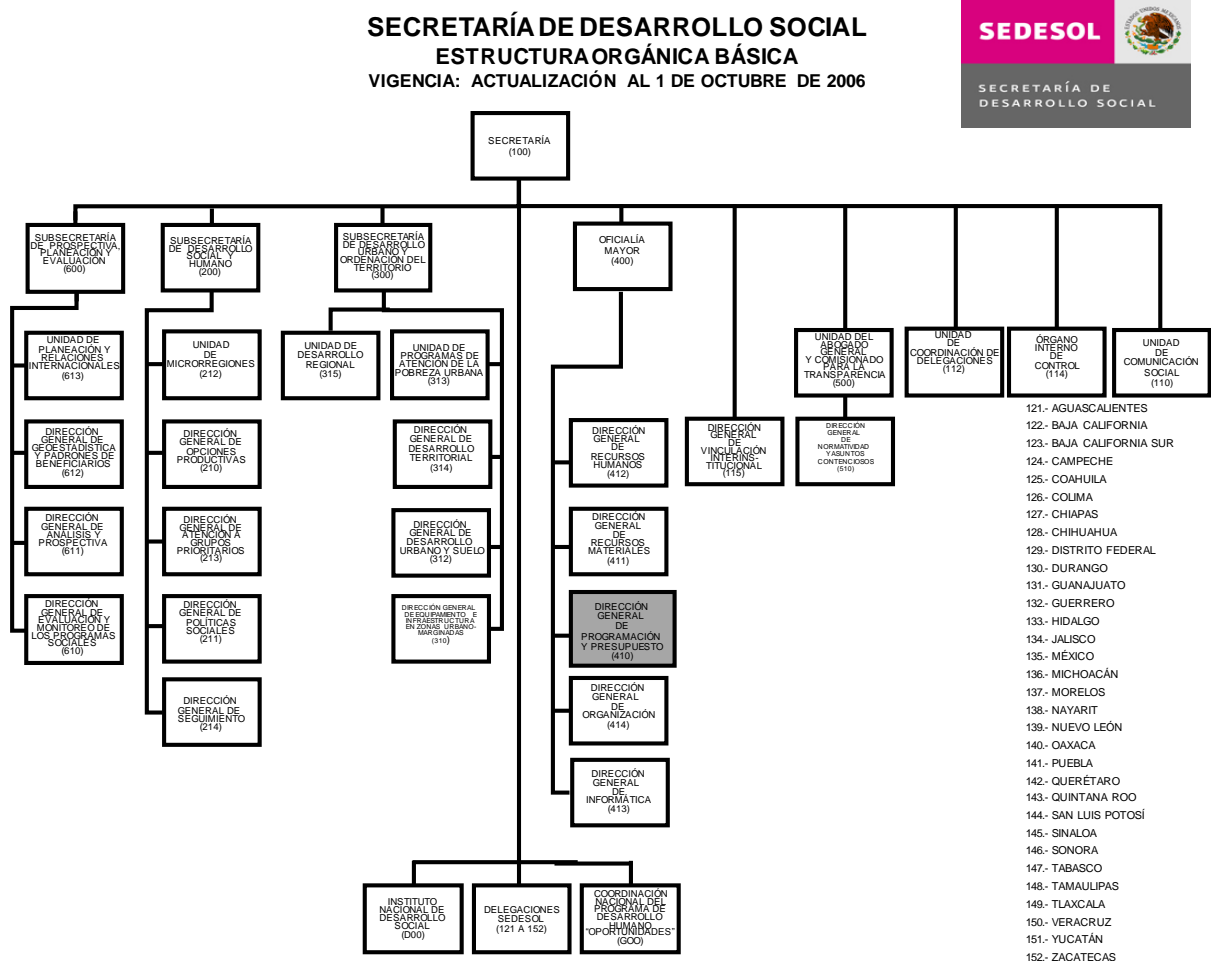 SECRETARÍA DE DESARROLLO SOCIAL
ESTRUCTURA ORGÁNICA BÁSICA
VIGENCIA: ACTUALIZACIÓN AL 1 DE OCTUBRE DE 2006
SEDESOL
ESTADOS UNIDOS MEXICANOS
SECRETARÍA DE
DESARROLLO SOCIAL
SECRETARÍA
(100)
SUBSECRETARÍA
DE PROSPECTIVA,
PLANEACIÓN Y
EVALUACIÓN
(600)
SUBSECRETARÍA
DE DESARROLLO
SOCIAL Y
HUMANO
(200)
SUBSECRETARÍA
DE DESARROLLO
URBANO Y
ORDENACIÓN DEL
TERRITORIO
(300)
OFICIALÍA
MAYOR
(400)
UNIDAD DE
PLANEACIÓN Y
RELACIONES
INTERNACIONALES
(613)
UNIDAD
DE
MICRORREGIONES
(212)
UNIDAD DE
DESARROLLO
REGIONAL
(315)
UNIDAD DE
PROGRAMAS DE
ATENCIÓN DE LA
POBREZA URBANA
(313)
UNIDAD DEL
ABOGADO
GENERAL
Y COMISIONADO
PARA LA
TRANSPARENCIA
(500)
UNIDAD
DE
COORDINACIÓN DE
DELEGACIONES
(112)
ÓRGANO
INTERNO
DE
CONTROL
(114)
UNIDAD
DE
COMUNICACIÓN
SOCIAL
(110)
DIRECCIÓN
GENERAL DE
GEOESTADÍSTICA
Y PADRONES DE
BENEFICIARIOS
(612)
DIRECCIÓN
GENERAL DE
OPCIONES
PRODUCTIVAS
(210)
DIRECCIÓN
GENERAL DE
DESARROLLO
TERRITORIAL
(314)
DIRECCIÓN
GENERAL
DE
RECURSOS
HUMANOS
(412)
DIRECCIÓN
GENERAL
DE
VINCULACIÓN
INTERINS-
TITUCIONAL
(115)
DIRECCIÓN
GENERAL
DE
NORMATIVIDAD
Y ASUNTOS
CONTENCIOSOS
(510)
DIRECCIÓN
GENERAL DE
ANÁLISIS Y
PROSPECTIVA
(611)
DIRECCIÓN
GENERAL DE
ATENCIÓN A
GRUPOS
PRIORITARIOS
(213)
DIRECCIÓN
GENERAL DE
DESARROLLO
URBANO Y SUELO
(312)
DIRECCIÓN
GENERAL
DE
RECURSOS
MATERIALES
(411)
DIRECCIÓN
GENERAL DE
EVALUACIÓN Y
MONITOREO DE
LOS PROGRAMAS
SOCIALES
(610)
DIRECCIÓN
GENERAL DE
POLÍTICAS
SOCIALES
(211)
DIRECCIÓN GENERAL
DE EQUIPAMIENTO E
INFRAESTRUCTURA
EN ZONAS URBANO-
MARGINADAS
(310)
DIRECCIÓN
GENERAL
DE
PROGRAMACIÓN
Y PRESUPUESTO
(410)
DIRECCIÓN
GENERAL DE
SEGUIMIENTO
(214)
DIRECCIÓN
GENERAL
DE
ORGANIZACIÓN
(414)
DIRECCIÓN
GENERAL
DE
INFORMÁTICA
(413)
INSTITUTO
NACIONAL DE
DESARROLLO
SOCIAL
(D00)
DELEGACIONES
SEDESOL
(121 A 152)
COORDINACIÓN
NACIONAL DEL
PROGRAMA DE
DESARROLLO
HUMANO
"OPORTUNIDADES"
(GOO)
121.- AGUASCALIENTES
122.- BAJA CALIFORNIA
123.- BAJA CALIFORNIA SUR
124.- CAMPECHE
125.- COAHUILA
126.- COLIMA
127.- CHIAPAS
128.- CHIHUAHUA
129.- DISTRITO FEDERAL
130.- DURANGO
131.- GUANAJUATO
132.- GUERRERO
133.- HIDALGO
134.- JALISCO
135.- MÉXICO
136.- MICHOACÁN
137.- MORELOS
138.- NAYARIT
139.- NUEVO LEÓN
140.- OAXACA
141.- PUEBLA
142.- QUERÉTARO
143.- QUINTANA ROO
144.- SAN LUIS POTOSÍ
145.- SINALOA
146.- SONORA
147.- TABASCO
148.- TAMAULIPAS
149.- TLAXCALA
150.- VERACRUZ
151.- YUCATÁN
152.- ZACATECAS